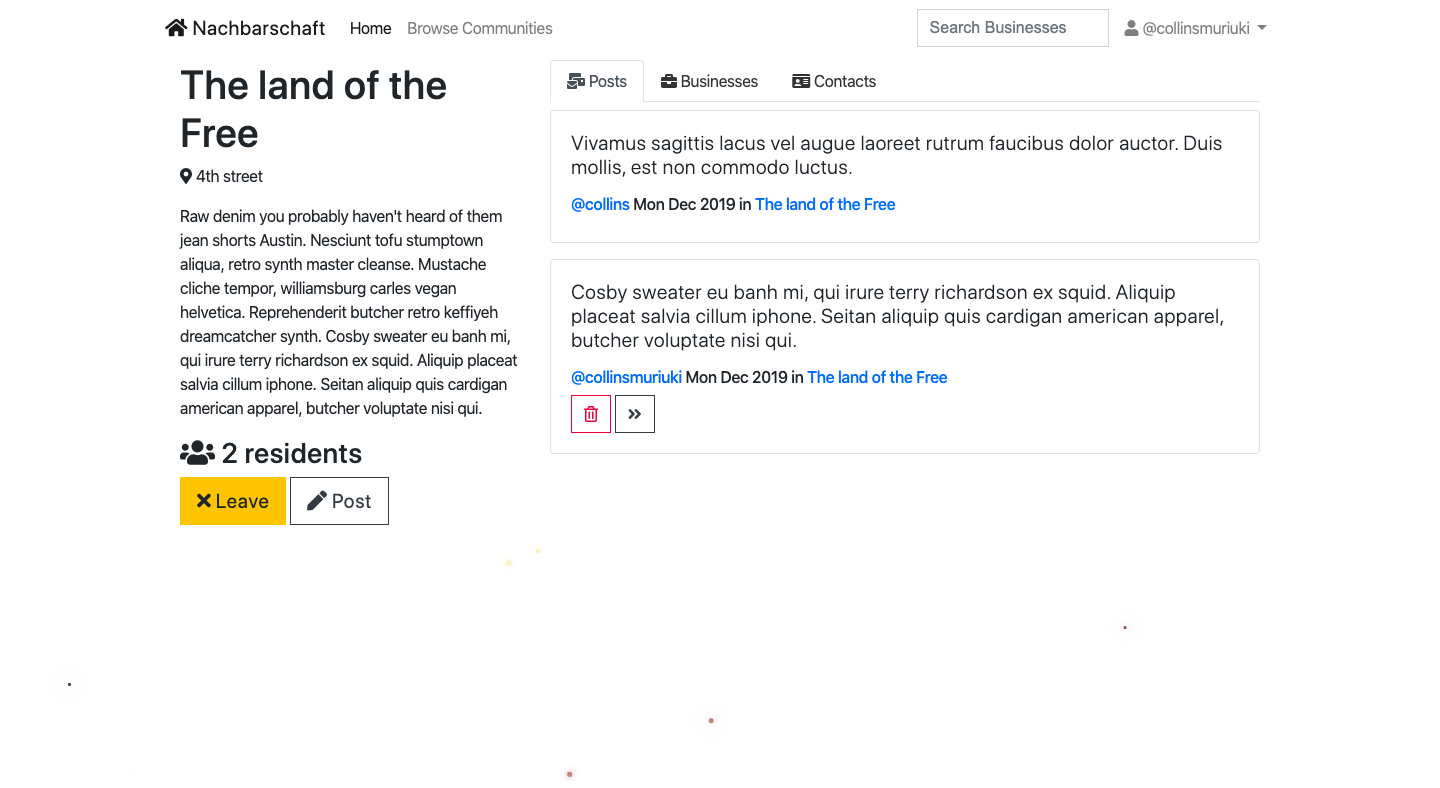 Nachbarschaft
Home
Browse Communities
Search Businesses
@collinsmuriuki
The land of the
Free
4th street
Raw denim you probably haven't heard of them
jean shorts Austin. Nesciunt tofu stumptown
aliqua, retro synth master cleanse. Mustache
cliche tempor, williamsburg carles vegan
helvetica. Reprehenderit butcher retro keffiyeh
dreamcatcher synth. Cosby sweater eu banh mi,
qui irure terry richardson ex squid. Aliquip placeat
salvia cillum iphone. Seitan aliquip quis cardigan
american apparel, butcher voluptate nisi qui.
2 residents
Leave
Post
Posts
Businesses
Contacts
Vivamus sagittis lacus vel augue laoreet rutrum faucibus dolor auctor. Duis
mollis, est non commodo luctus.
@collins Mon Dec 2019 in The land of the Free
Cosby sweater eu banh mi, qui irure terry richardson ex squid. Aliquip
placeat salvia cillum iphone. Seitan aliquip quis cardigan american apparel,
butcher voluptate nisi qui.
@collinsmuriuki Mon Dec 2019 in The land of the Free